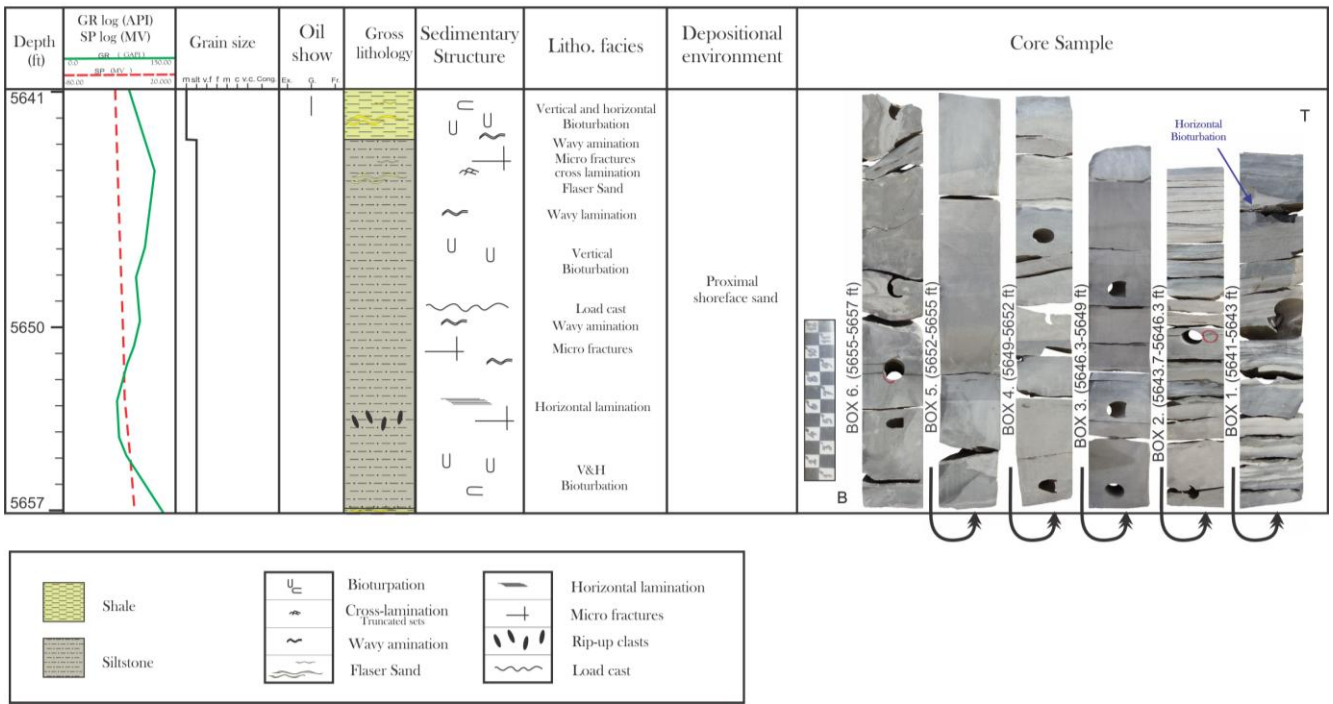 Depth
(ft)
GR log (API)
SP log (MV)
GR ( GAPI )
0.0 150.00
SP (MV )
20.000
Grain size
m slt v.f f m c v.c. Cong.
Oil
show
Ex. G. Fr.
Gross
lithology
Sedimentary
Structure
Litho. facies
Depositional
environment
Core Sample
5641
5650
5657
Vertical and horizontal
Bioturbation
Wavy amination
Micro fractures
cross lamination
Flaser Sand
Wavy lamination
Vertical
Bioturbation
Load cast
Wavy amination
Micro fractures
Horizontal lamination
V&H
Bioturbation
Proximal
shoreface sand
BOX 6. (5655-5657 ft)
BOX 5. (5652-5655 ft)
BOX 4. (5649-5652 ft)
BOX 3. (5646.3-5649 ft)
BOX 2. (5643.7-5646.3 ft)
BOX 1. (5641-5643 ft)
Horizontal
Bioturbation
T
B
Shale
Siltstone
Bioturpation
Cross-lamination
Truncated sets
Wavy amination
Flaser Sand
Horizontal lamination
Micro fractures
Rip-up clasts
Load cast